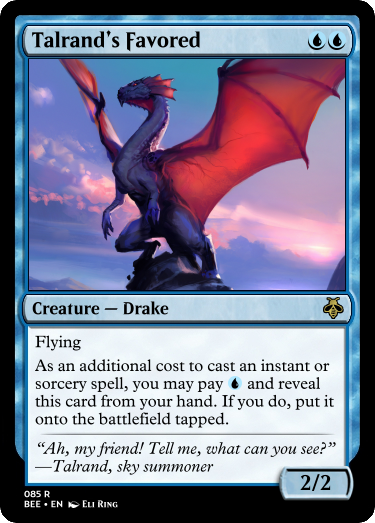 Talrand's Favored
Creature — Drake
Flying
As an additional cost to cast an instant or
sorcery spell, you may pay and reveal
this card from your hand. If you do, put it
onto the battlefield tapped.
“Ah, my friend! Tell me, what can you see?”
—Talrand, sky summoner
2/2
085 R
BEE • EN Eli Ring